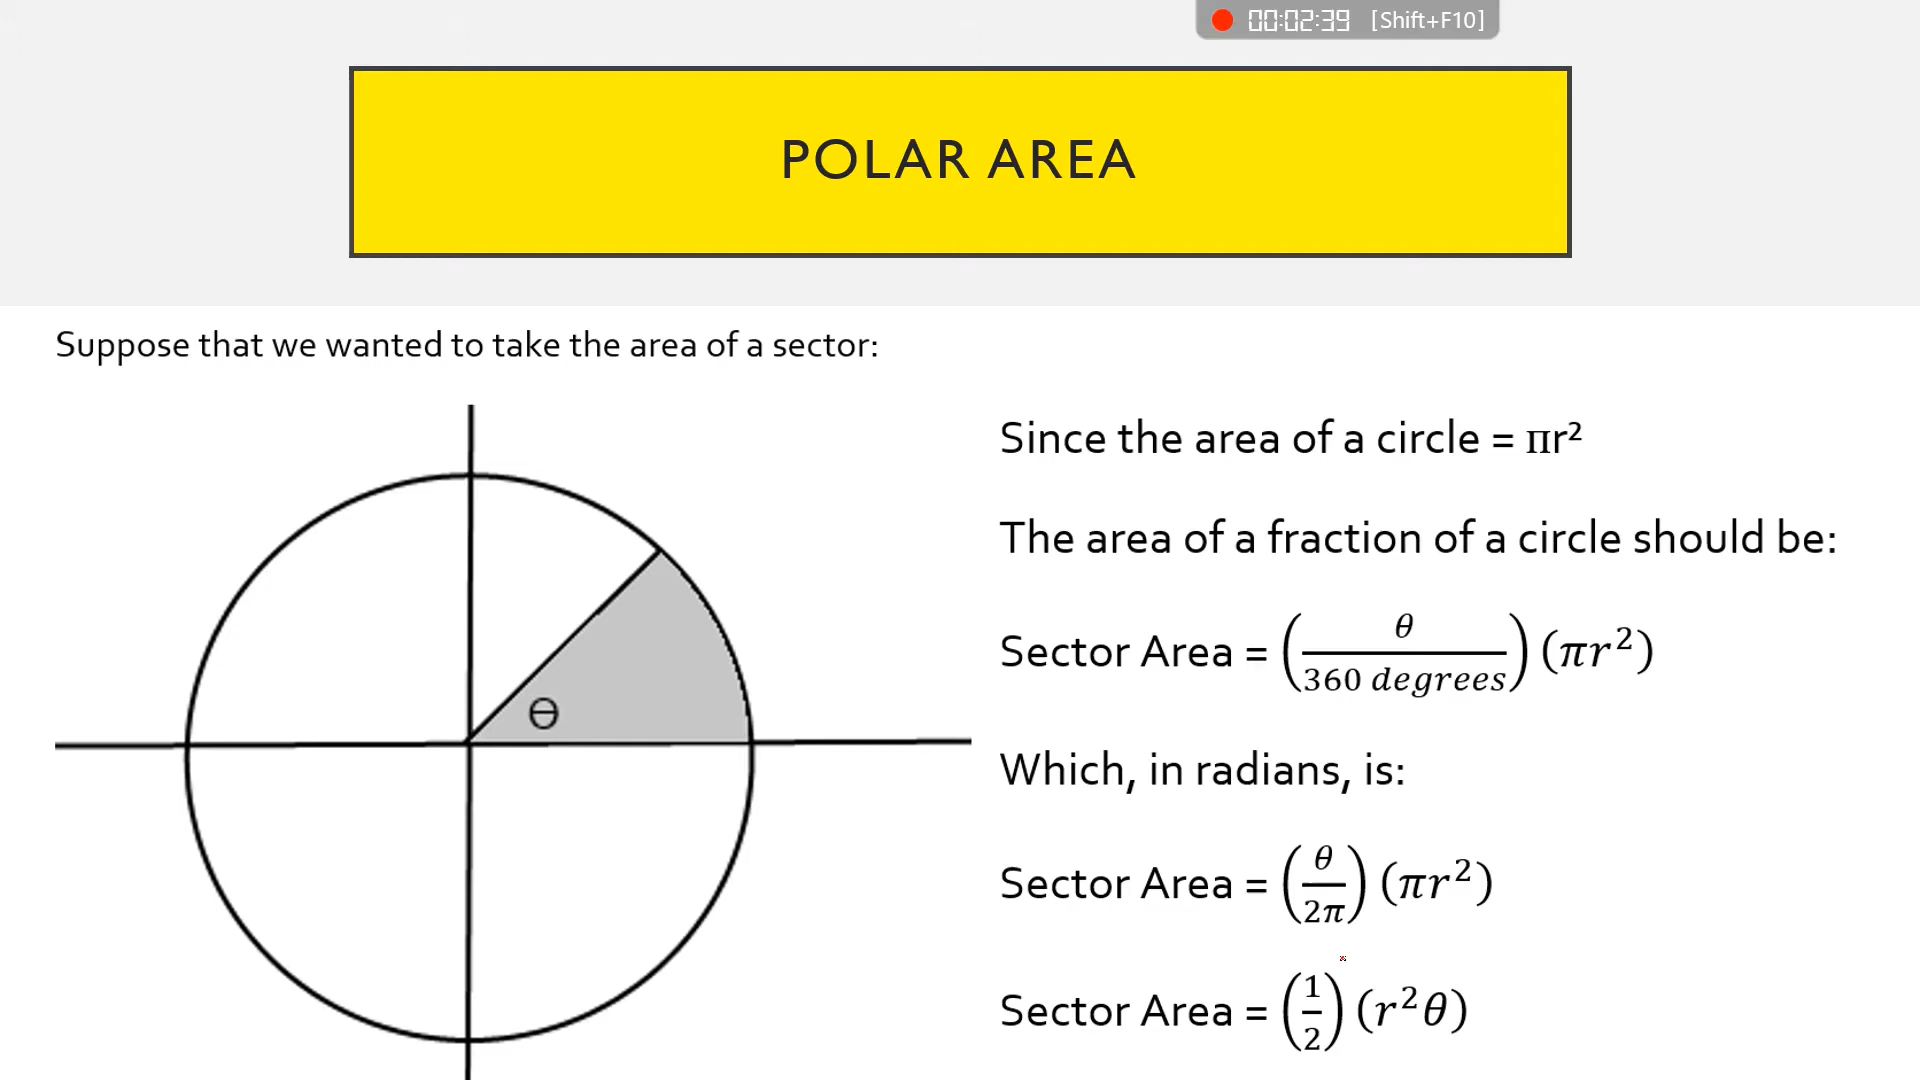 00:02:39 [Shift+F10]
POLAR AREA
Suppose that we wanted to take the area of a sector:
Since the area of a circle = πr²
The area of a fraction of a circle should be:
Sector Area = (θ/360 degrees)(πr²)
Which, in radians, is:
Sector Area = (θ/2π)(πr²)
Sector Area = (1/2)(r²θ)
Θ